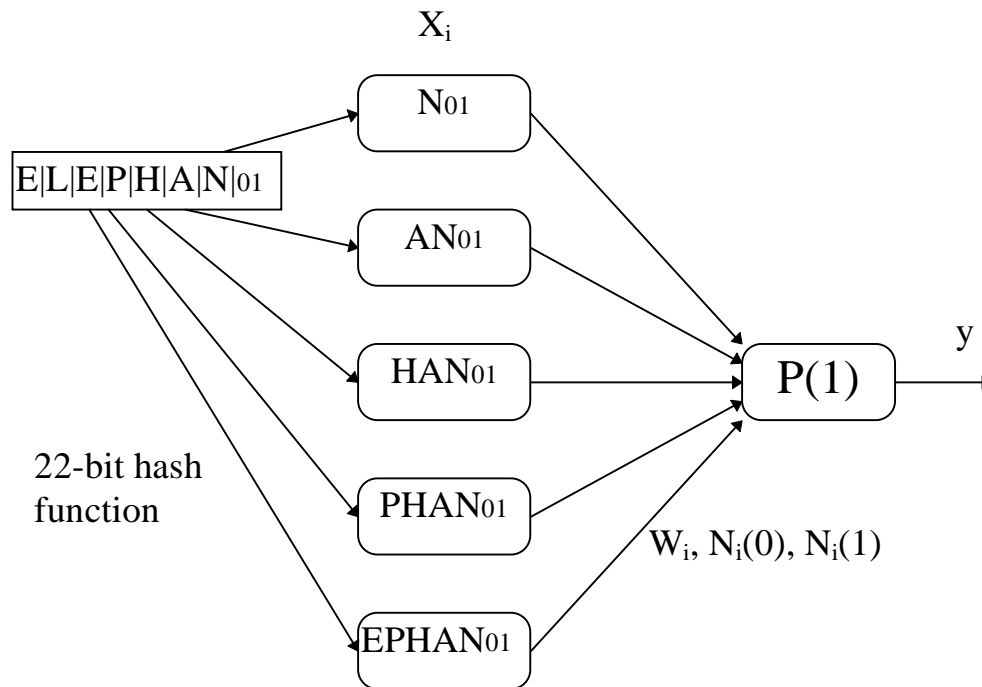 Xᵢ
N01
E|L|E|P|H|A|N|01
AN01
HAN01
P(1)
y
22-bit hash
function
PHAN01
Wᵢ, Nᵢ(0), Nᵢ(1)
EPHAN01